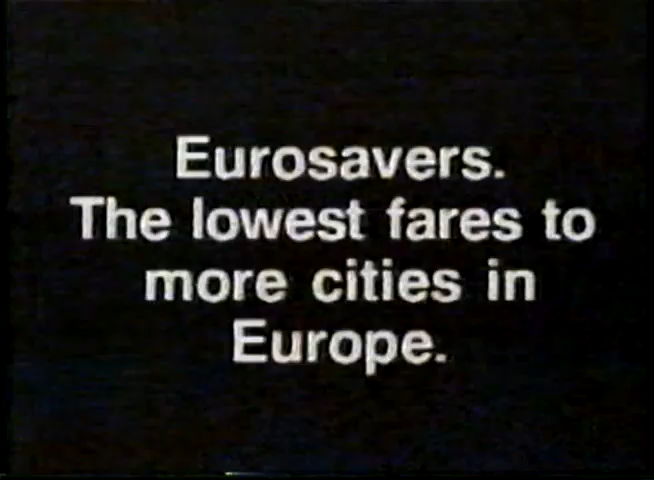 Eurosavers.
The lowest fares to
more cities in
Europe.